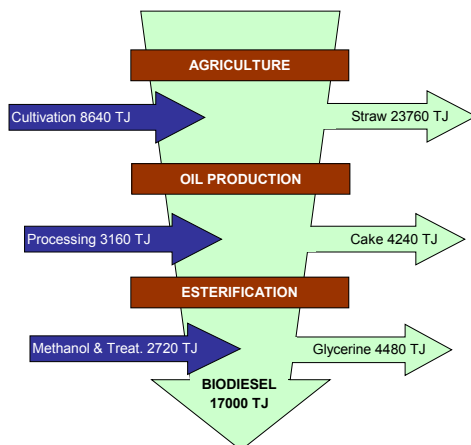 AGRICULTURE
Cultivation 8640 TJ
Straw 23760 TJ
OIL PRODUCTION
Processing 3160 TJ
Cake 4240 TJ
ESTERIFICATION
Methanol & Treat. 2720 TJ
Glycerine 4480 TJ
BIODIESEL
17000 TJ